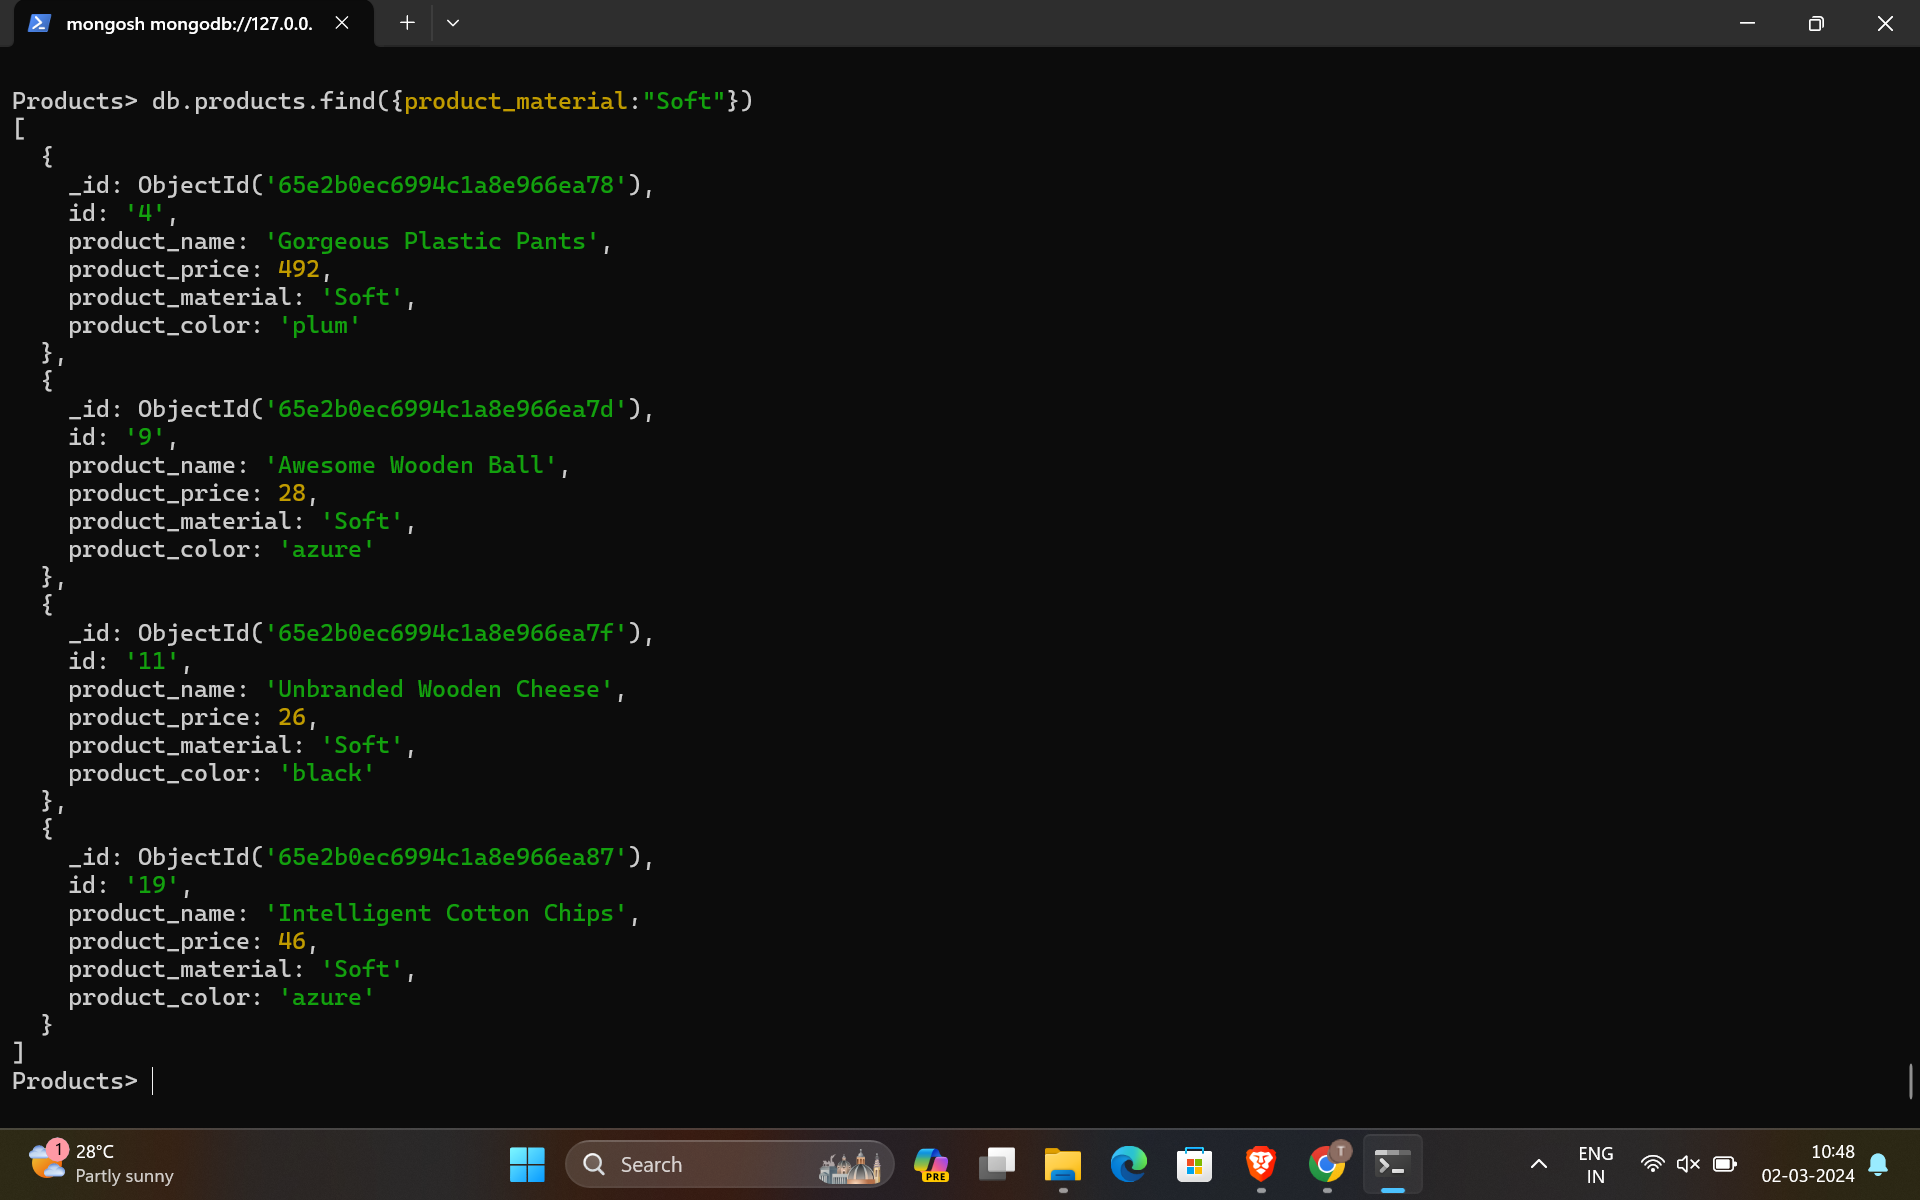 mongosh mongodb://127.0.0.
Products> db.products.find({product_material:"Soft"})
[
  {
    _id: ObjectId('65e2b0ec6994c1a8e966ea78'),
    id: '4',
    product_name: 'Gorgeous Plastic Pants',
    product_price: 492,
    product_material: 'Soft',
    product_color: 'plum'
  },
  {
    _id: ObjectId('65e2b0ec6994c1a8e966ea7d'),
    id: '9',
    product_name: 'Awesome Wooden Ball',
    product_price: 28,
    product_material: 'Soft',
    product_color: 'azure'
  },
  {
    _id: ObjectId('65e2b0ec6994c1a8e966ea7f'),
    id: '11',
    product_name: 'Unbranded Wooden Cheese',
    product_price: 26,
    product_material: 'Soft',
    product_color: 'black'
  },
  {
    _id: ObjectId('65e2b0ec6994c1a8e966ea87'),
    id: '19',
    product_name: 'Intelligent Cotton Chips',
    product_price: 46,
    product_material: 'Soft',
    product_color: 'azure'
  }
]
Products>
1
28°C
Partly sunny
Search
PRE
T
ENG
IN
10:48
02-03-2024